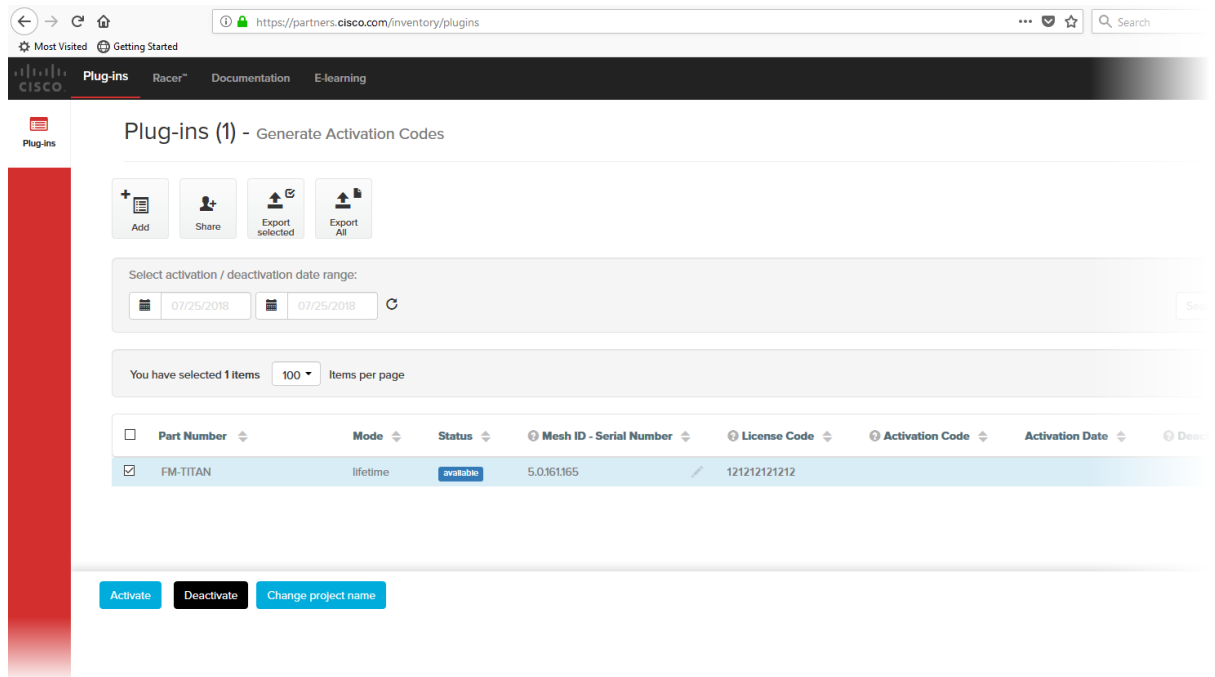 https://partners.cisco.com/inventory/plugins
Search
Most Visited Getting Started
CISCO Plug-ins Racer™ Documentation E-learning
Plug-ins
Plug-ins (1) - Generate Activation Codes
Add Share Export selected Export All
Select activation / deactivation date range:
07/25/2018 07/25/2018
You have selected 1 items 100 Items per page
Part Number Mode Status Mesh ID - Serial Number License Code Activation Code Activation Date
FM-TITAN lifetime available 5.0.161.165 121212121212
Activate Deactivate Change project name